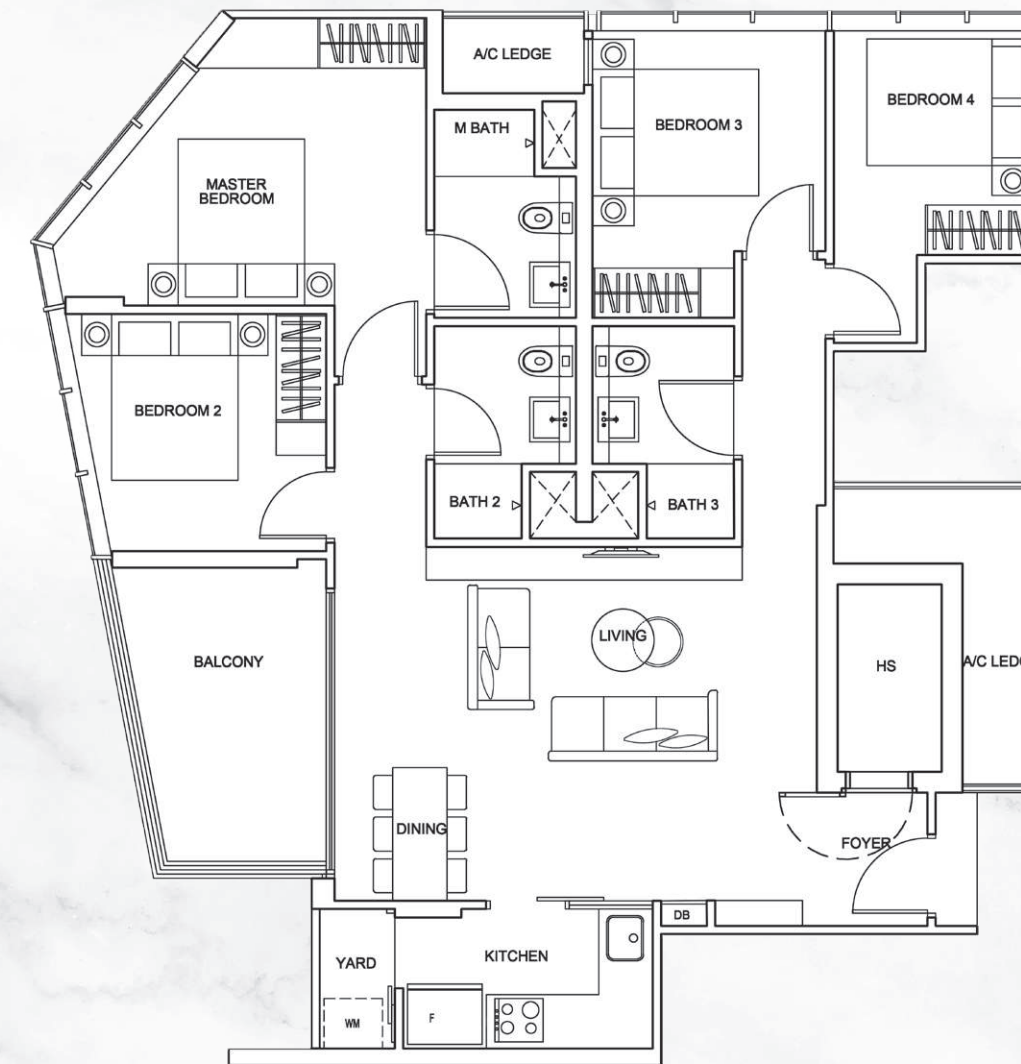 A/C LEDGE
M BATH
BEDROOM 3
BEDROOM 4
MASTER
BEDROOM
BEDROOM 2
BATH 2
BATH 3
LIVING
BALCONY
HS
A/C LED
DINING
FOYER
DB
YARD
KITCHEN
WM
F